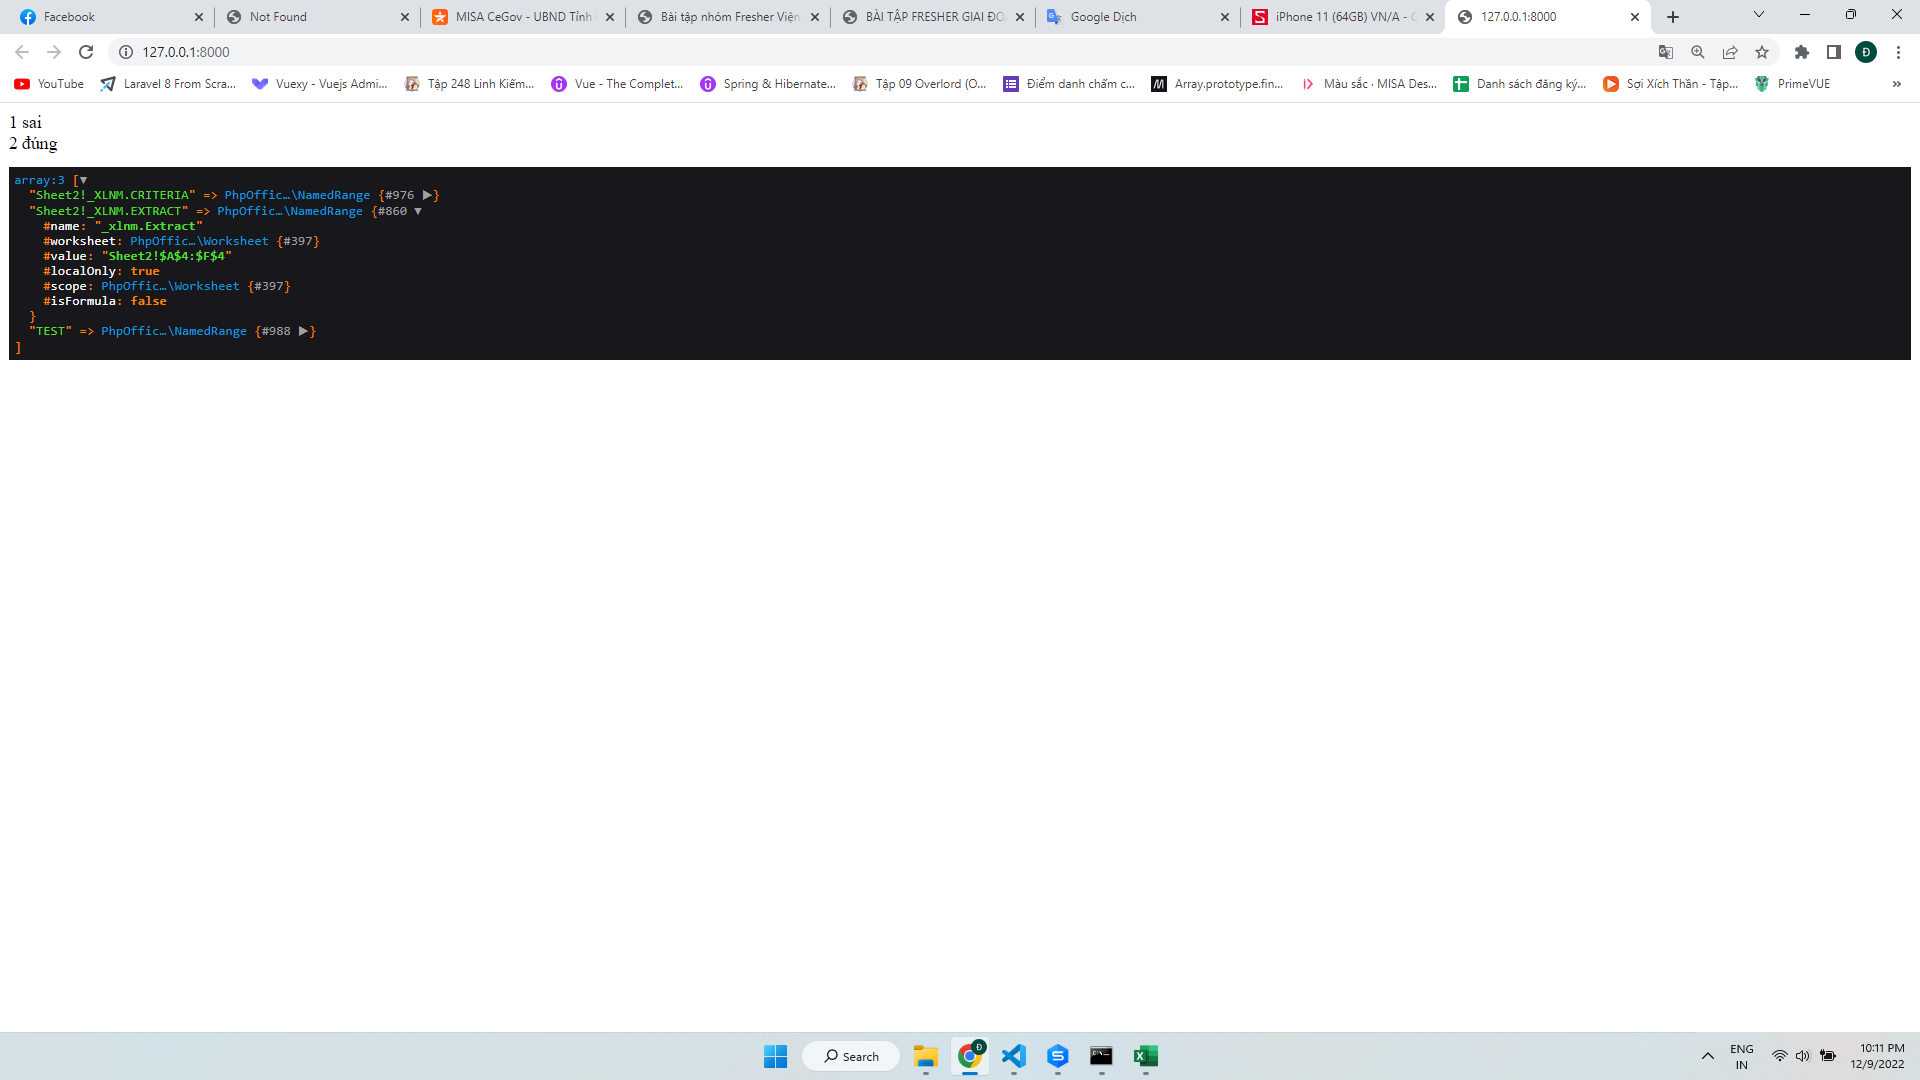 Facebook
Not Found
MISA CeGov - UBND Tỉnh
Bài tập nhóm Fresher Viện
BÀI TẬP FRESHER GIAI ĐO
Google Dịch
iPhone 11 (64GB) VN/A - G
127.0.0.1:8000
127.0.0.1:8000
Đ
YouTube
Laravel 8 From Scra...
Vuexy - Vuejs Admi...
Tập 248 Linh Kiếm...
Vue - The Complet...
Spring & Hibernate...
Tập 09 Overlord (O...
Điểm danh chấm c...
Array.prototype.fin...
Màu sắc · MISA Des...
Danh sách đăng ký...
Sợi Xích Thần - Tập...
PrimeVUE
»
1 sai
2 đúng
array:3 [▼
"Sheet2!_XLNM.CRITERIA" => PhpOffic…\NamedRange {#976 ▶}
"Sheet2!_XLNM.EXTRACT" => PhpOffic…\NamedRange {#860 ▼
#name: "_xlnm.Extract"
#worksheet: PhpOffic…\Worksheet {#397}
#value: "Sheet2!$A$4:$F$4"
#localOnly: true
#scope: PhpOffic…\Worksheet {#397}
#isFormula: false
}
"TEST" => PhpOffic…\NamedRange {#988 ▶}
]
Search
Đ
ENG
IN
10:11 PM
12/9/2022